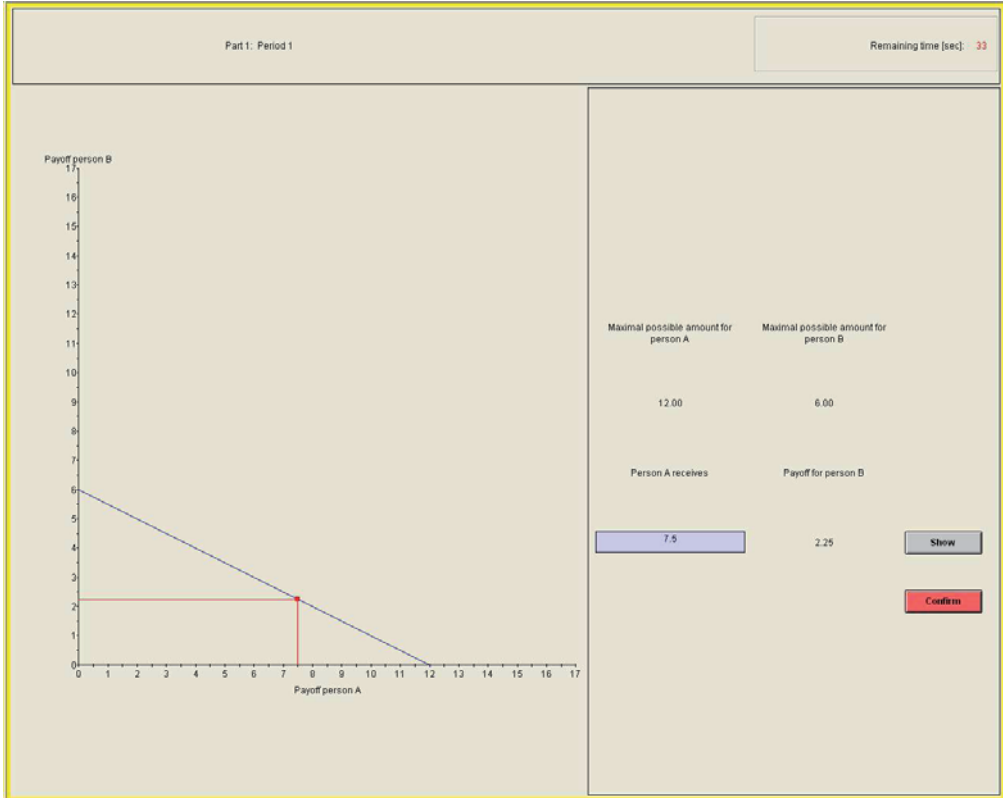 Part 1: Period 1
Remaining time [sec]: 33
Payoff person B
17
16
15
14
13
12
11
10
9
8
7
6
5
4
3
2
1
0
0 1 2 3 4 5 6 7 8 9 10 11 12 13 14 15 16 17
Payoff person A
Maximal possible amount for
person A
Maximal possible amount for
person B
12.00 6.00
Person A receives Payoff for person B
7.5 2.25 Show
Confirm